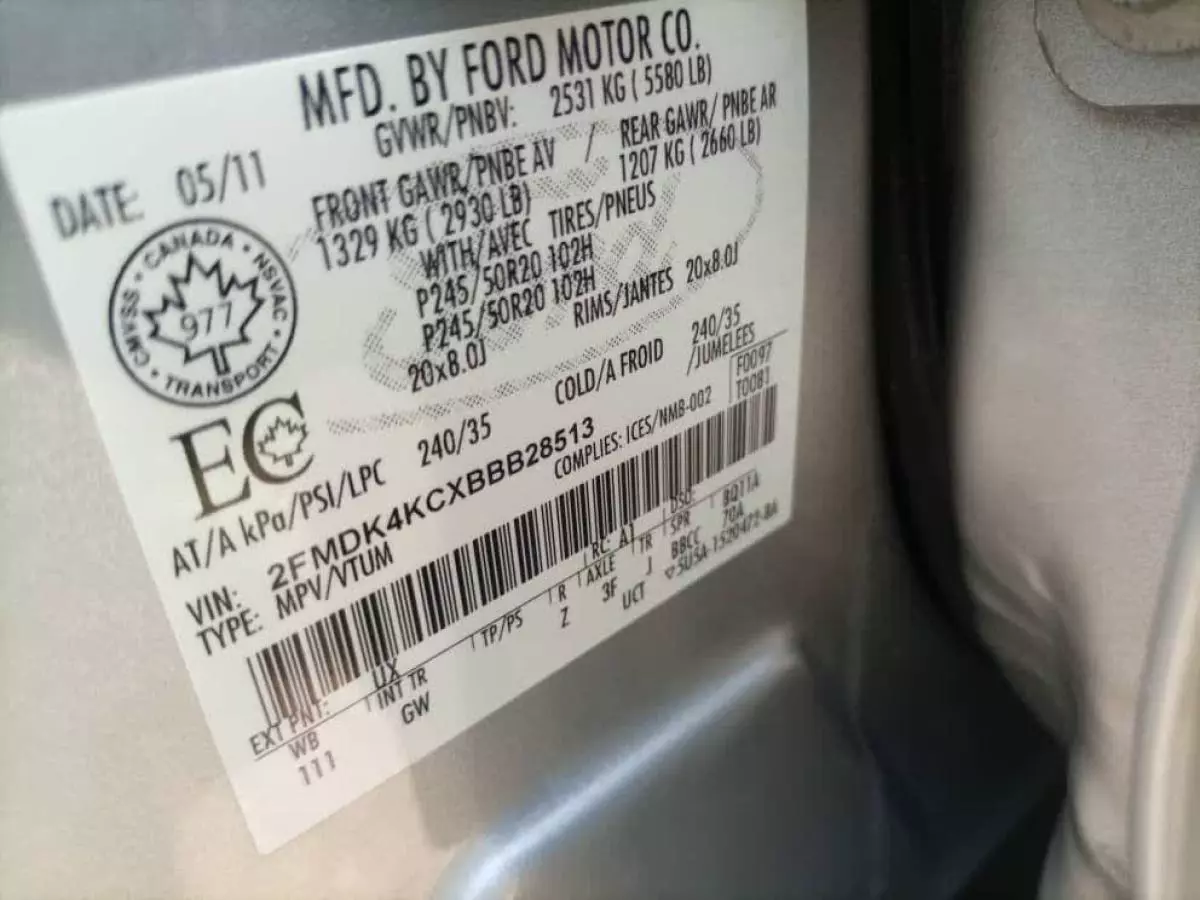 MFD. BY FORD MOTOR CO.
DATE: 05/11
GVWR/PNBV: 2531 KG ( 5580 LB)
FRONT GAWR/PNBE AV / REAR GAWR/ PNBE AR
1329 KG ( 2930 LB) 1207 KG ( 2660 LB)
WITH/AVEC TIRES/PNEUS
P245/50R20 102H
P245/50R20 102H
20x8.0J RIMS/JANTES 20x8.0J
CANADA
NSVAC
TRANSPORT
CMVSS
977
EC
AT/A kPa/PSI/LPC 240/35 COLD/A FROID 240/35
/JUMELEES
VIN: 2FMDK4KCXBBB28513
COMPLIES: ICES/NMB-002
F0097
T0081
TYPE: MPV/VTUM
EXT PNT: UX RC: A1 DSO:
WB INT TR TP/PS R AXLE TR SPR BQ11A
111 GW Z 3F J BBCC 70A
UCT 5U5A-1520472-BA